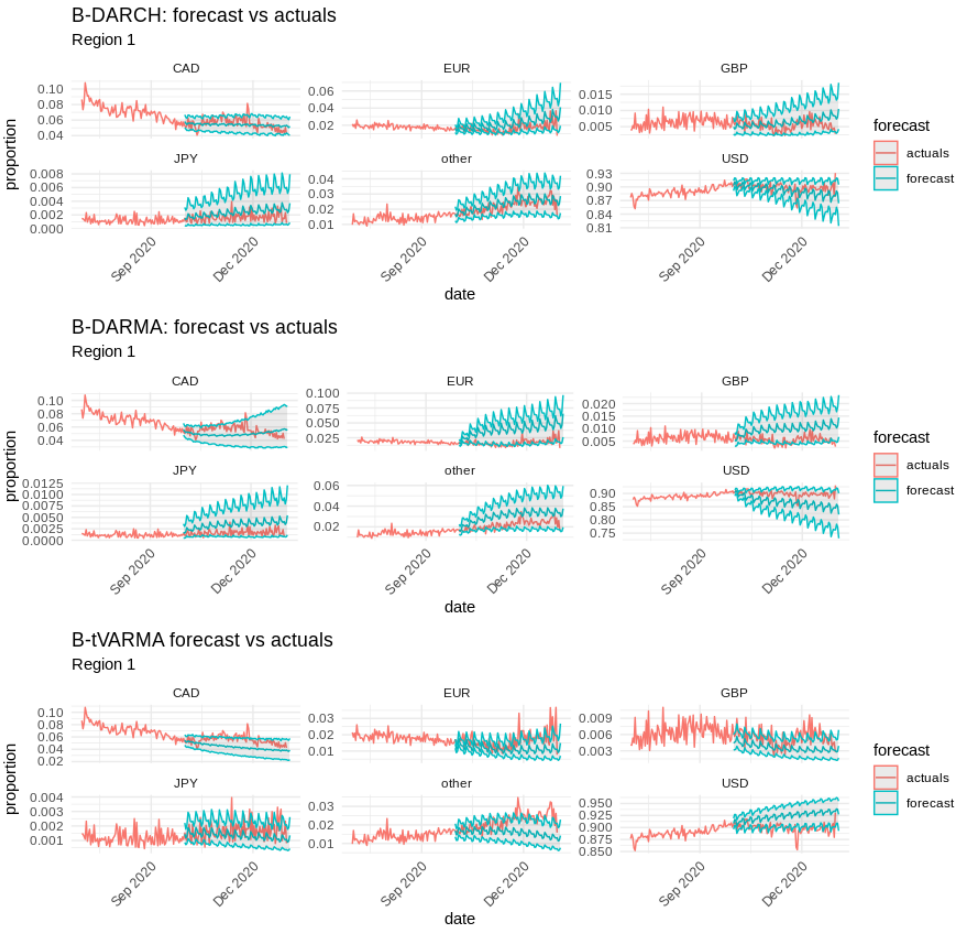 B-DARCH: forecast vs actuals
Region 1
CAD EUR GBP
0.10 0.08 0.06 0.04
0.06 0.04 0.02
0.015 0.010 0.005
JPY other USD
0.008 0.006 0.004 0.002 0.000
0.04 0.03 0.02 0.01
0.93 0.90 0.87 0.84 0.81
proportion
Sep 2020 Dec 2020 Sep 2020 Dec 2020 Sep 2020 Dec 2020
date
forecast
actuals
forecast
B-DARMA: forecast vs actuals
Region 1
CAD EUR GBP
0.10 0.08 0.06 0.04
0.100 0.075 0.050 0.025
0.020 0.015 0.010 0.005
JPY other USD
0.0125 0.0100 0.0075 0.0050 0.0025 0.0000
0.06 0.04 0.02
0.90 0.85 0.80 0.75
proportion
Sep 2020 Dec 2020 Sep 2020 Dec 2020 Sep 2020 Dec 2020
date
forecast
actuals
forecast
B-tVARMA forecast vs actuals
Region 1
CAD EUR GBP
0.10 0.08 0.06 0.04 0.02
0.03 0.02 0.01
0.009 0.006 0.003
JPY other USD
0.004 0.003 0.002 0.001
0.03 0.02 0.01
0.950 0.925 0.900 0.875 0.850
proportion
Sep 2020 Dec 2020 Sep 2020 Dec 2020 Sep 2020 Dec 2020
date
forecast
actuals
forecast